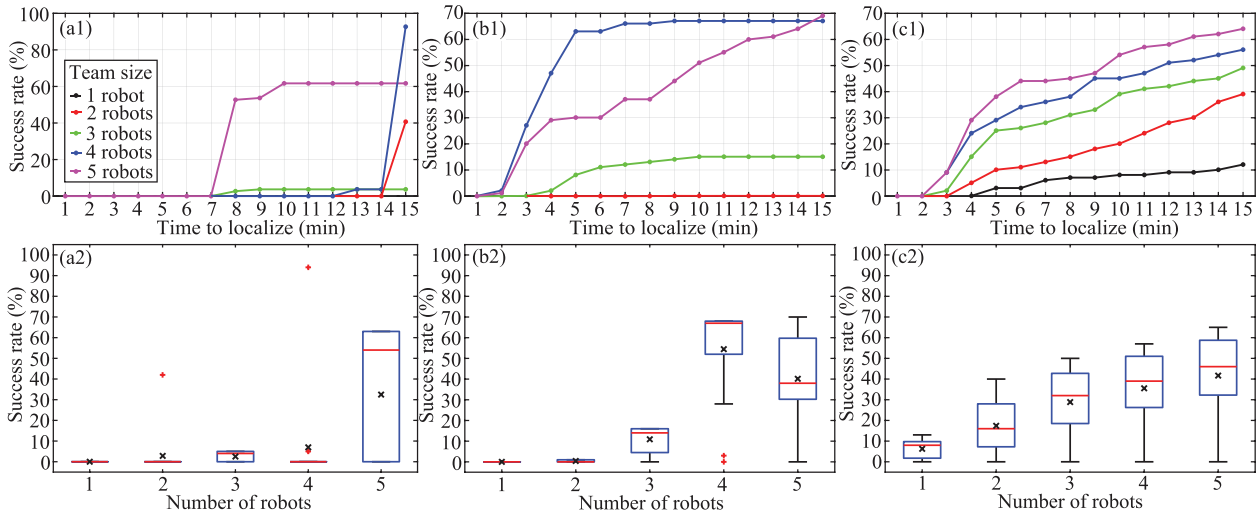 (a1)
Success rate (%)
100
80
60
40
20
0
Team size
1 robot
2 robots
3 robots
4 robots
5 robots
1 2 3 4 5 6 7 8 9 10 11 12 13 14 15
Time to localize (min)
(b1)
Success rate (%)
70
60
50
40
30
20
10
0
1 2 3 4 5 6 7 8 9 10 11 12 13 14 15
Time to localize (min)
(c1)
Success rate (%)
70
60
50
40
30
20
10
0
1 2 3 4 5 6 7 8 9 10 11 12 13 14 15
Time to localize (min)
(a2)
Success rate (%)
100
90
80
70
60
50
40
30
20
10
0
1 2 3 4 5
Number of robots
(b2)
Success rate (%)
100
90
80
70
60
50
40
30
20
10
0
1 2 3 4 5
Number of robots
(c2)
Success rate (%)
100
90
80
70
60
50
40
30
20
10
0
1 2 3 4 5
Number of robots